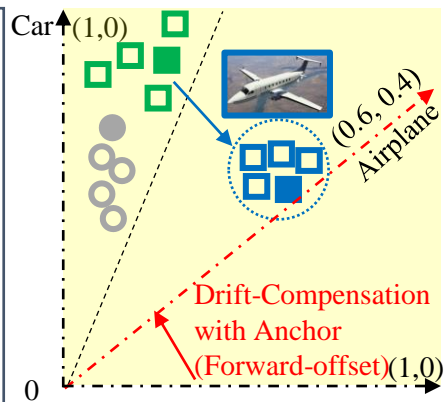 Car (1,0)
(0.6, 0.4)
Airplane
Drift-Compensation
with Anchor
(Forward-offset) (1,0)
0